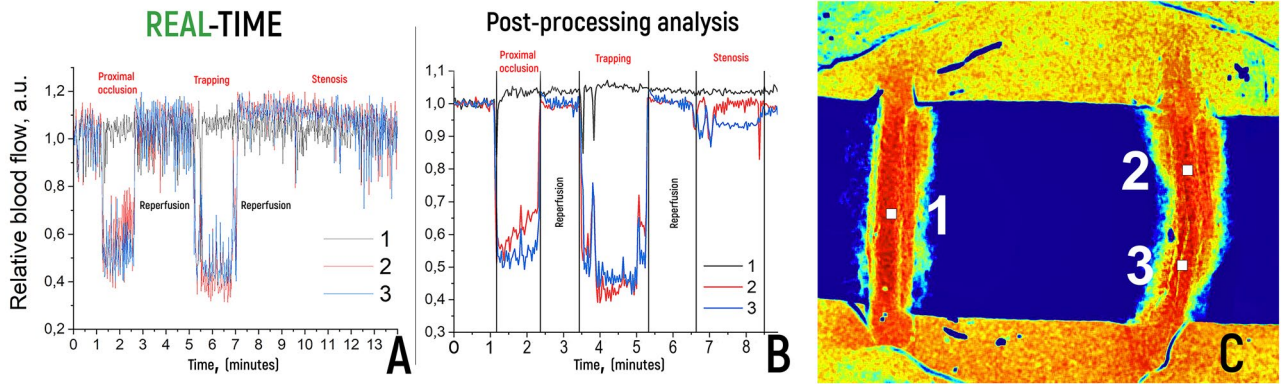 REAL-TIME
Relative blood flow, a.u.
1,2
1,0
0,8
0,6
0,4
0,2
Proximal
occlusion
Trapping
Stenosis
Reperfusion
Reperfusion
1
2
3
0 1 2 3 4 5 6 7 8 9 10 11 12 13
Time, (minutes)
A
Post-processing analysis
1,1
1,0
0,9
0,8
0,7
0,6
0,5
0,4
0,3
Proximal
occlusion
Trapping
Stenosis
Reperfusion
Reperfusion
1
2
3
0 1 2 3 4 5 6 7 8
Time, (minutes)
B
1
2
3
C